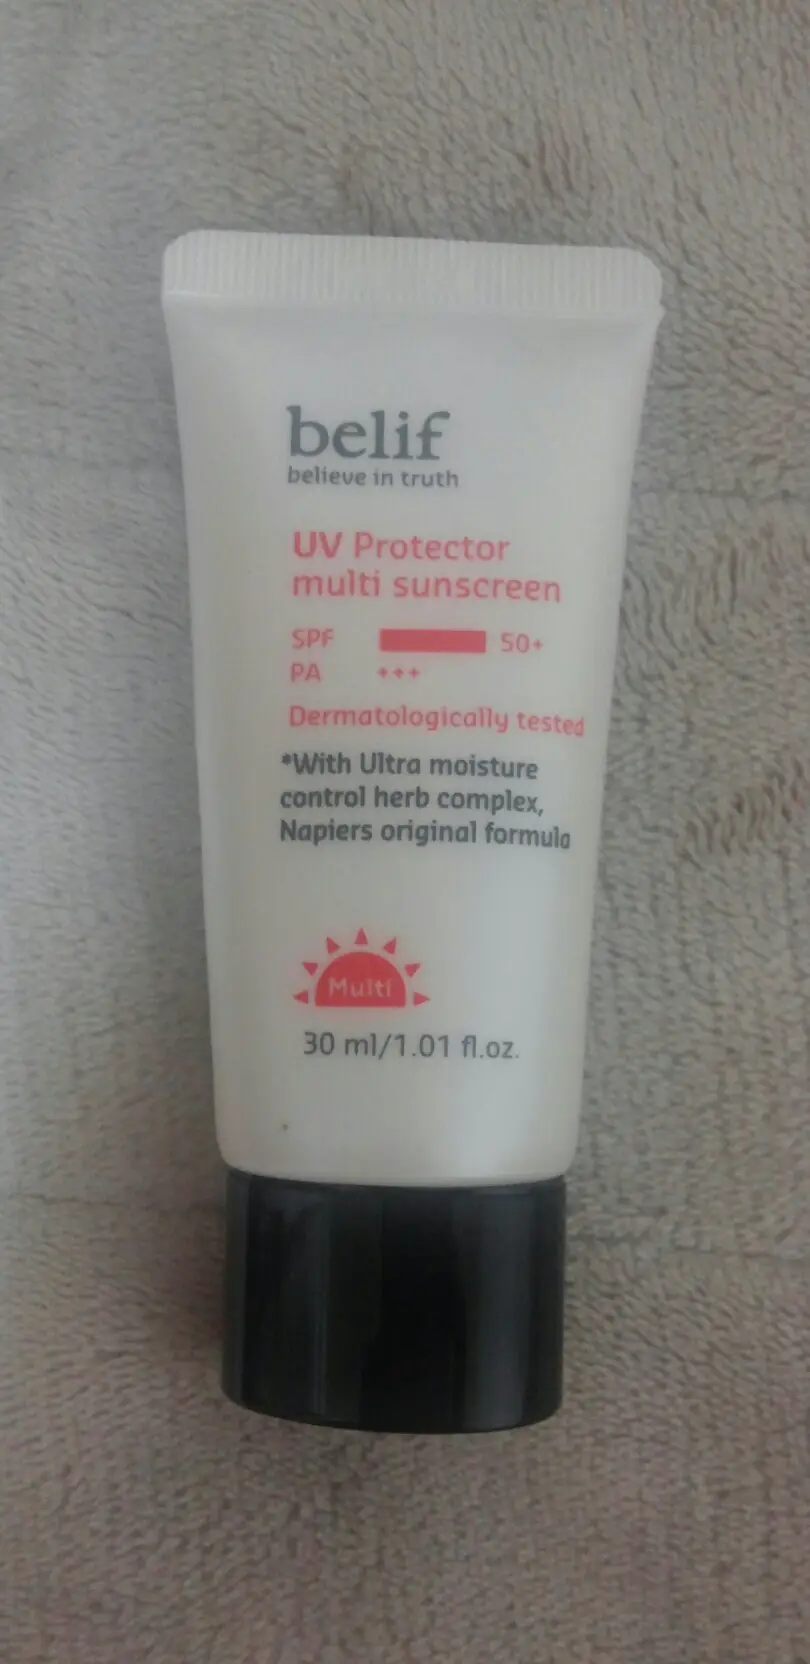 belif
believe in truth
UV Protector
multi sunscreen
SPF 50+
PA +++
Dermatologically tested
*With Ultra moisture
control herb complex,
Napiers original formula
Multi
30 ml/1.01 fl.oz.